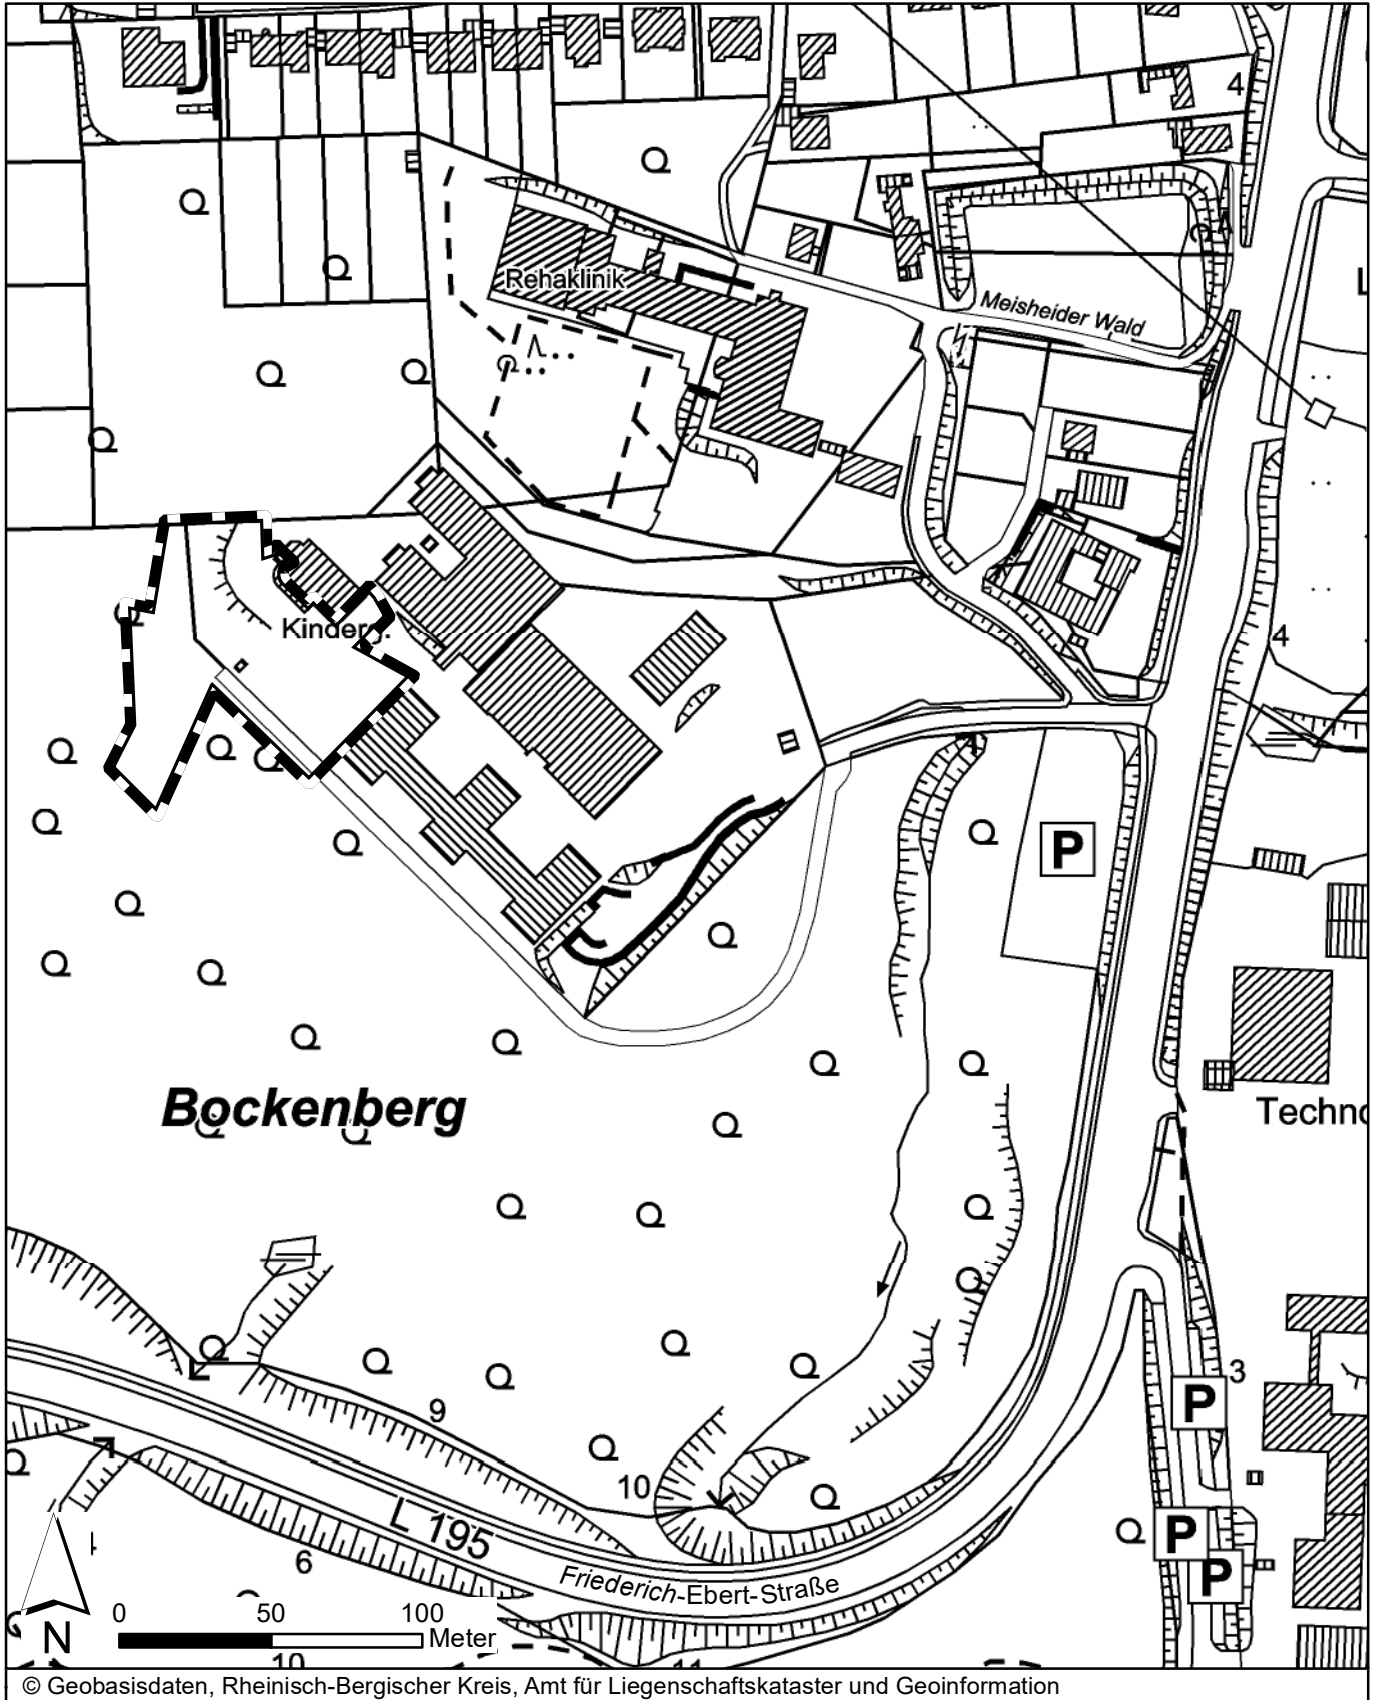 4
Rehaklinik
Meisheider Wald
L
Kinderg.
4
P
Bockenberg
Techno
3
P
9
10
L 195
P
P
6
Friederich-Ebert-Straße
0 50 100
Meter
N
10
11
© Geobasisdaten, Rheinisch-Bergischer Kreis, Amt für Liegenschaftskataster und Geoinformation